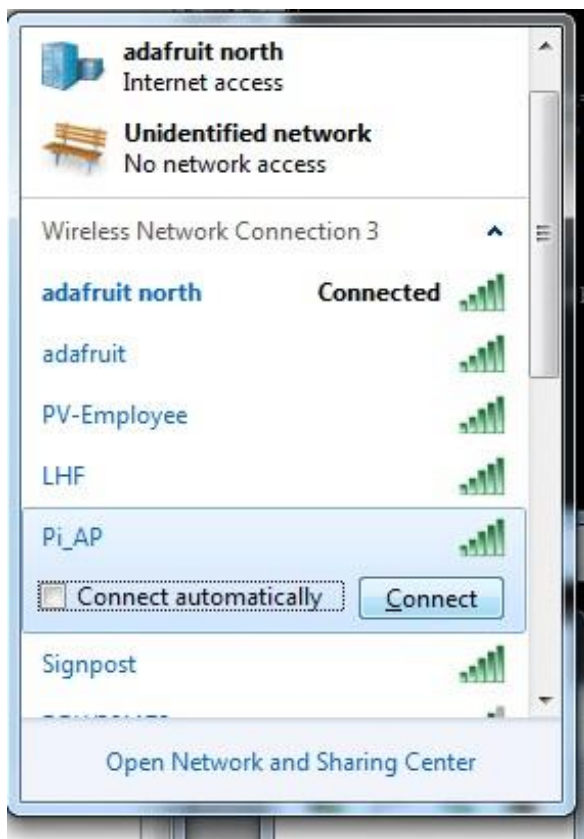 adafruit north
Internet access
Unidentified network
No network access
Wireless Network Connection 3
adafruit north Connected
adafruit
PV-Employee
LHF
Pi_AP
Connect automatically Connect
Signpost
Open Network and Sharing Center